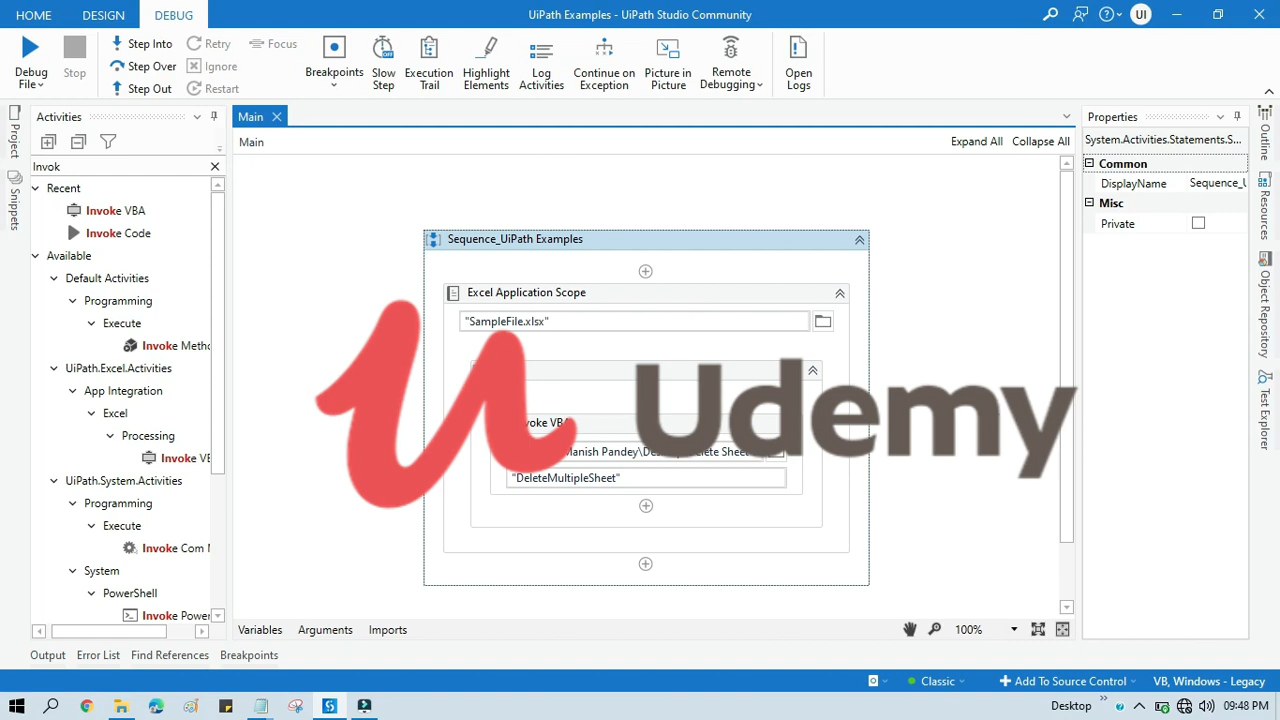 HOME DESIGN DEBUG UiPath Examples - UiPath Studio Community UI
Debug File Stop Step Into Step Over Step Out Retry Ignore Restart Focus Breakpoints Slow Step Execution Trail Highlight Elements Log Activities Continue on Exception Picture in Picture Remote Debugging Open Logs
Project
Snippets
Activities
Invok
Recent
Invoke VBA
Invoke Code
Available
Default Activities
Programming
Execute
Invoke Metho
UiPath.Excel.Activities
App Integration
Excel
Processing
Invoke VB
UiPath.System.Activities
Programming
Execute
Invoke Com M
System
PowerShell
Invoke Power
Main
Main Expand All Collapse All
Sequence_UiPath Examples
Excel Application Scope
"SampleFile.xlsx"
Udemy
Manish Pandey\
"DeleteMultipleSheet"
Variables Arguments Imports 100%
Properties
System.Activities.Statements.S...
Common
DisplayName Sequence_U
Misc
Private
Outline
Resources
Object Repository
Test Explorer
Output Error List Find References Breakpoints
Classic Add To Source Control VB, Windows - Legacy
Desktop 09:48 PM